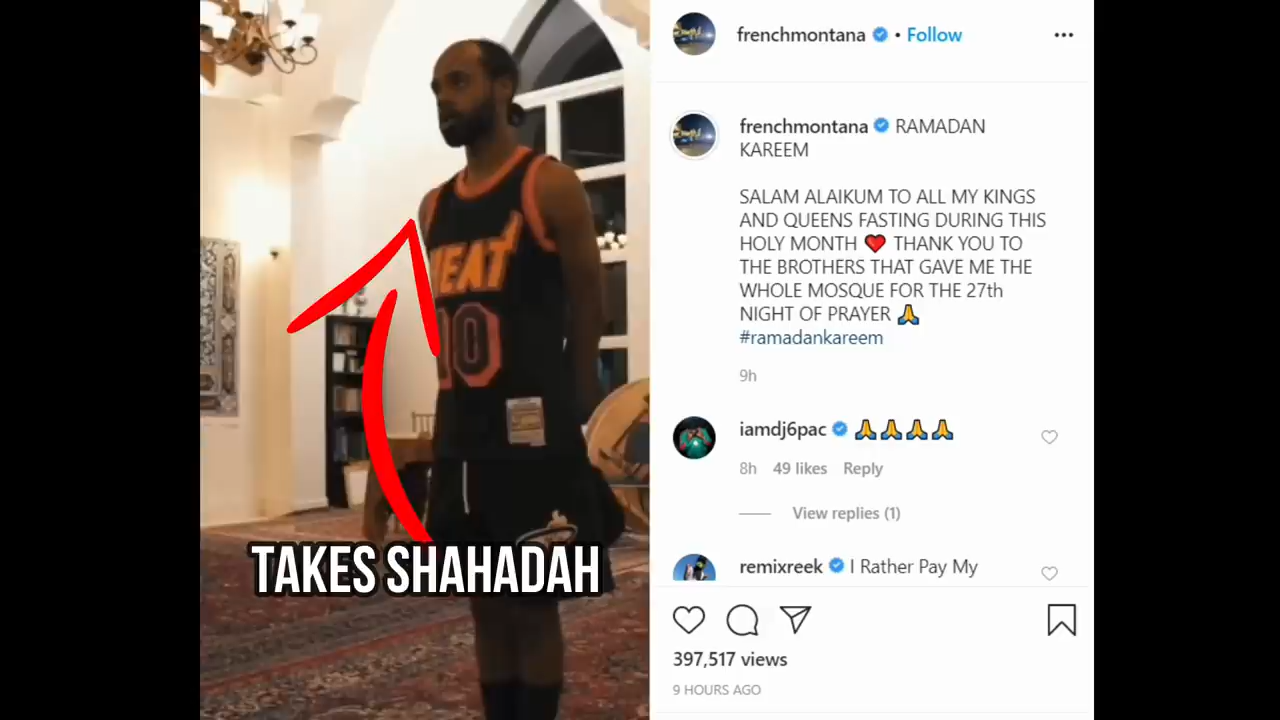 frenchmontana • Follow
frenchmontana RAMADAN
KAREEM
SALAM ALAIKUM TO ALL MY KINGS
AND QUEENS FASTING DURING THIS
HOLY MONTH ❤️ THANK YOU TO
THE BROTHERS THAT GAVE ME THE
WHOLE MOSQUE FOR THE 27th
NIGHT OF PRAYER 🙏
#ramadankareem
9h
iamdj6pac 🙏🙏🙏🙏
8h 49 likes Reply
View replies (1)
remixreek I Rather Pay My
397,517 views
9 HOURS AGO
HEAT
10
TAKES SHAHADAH